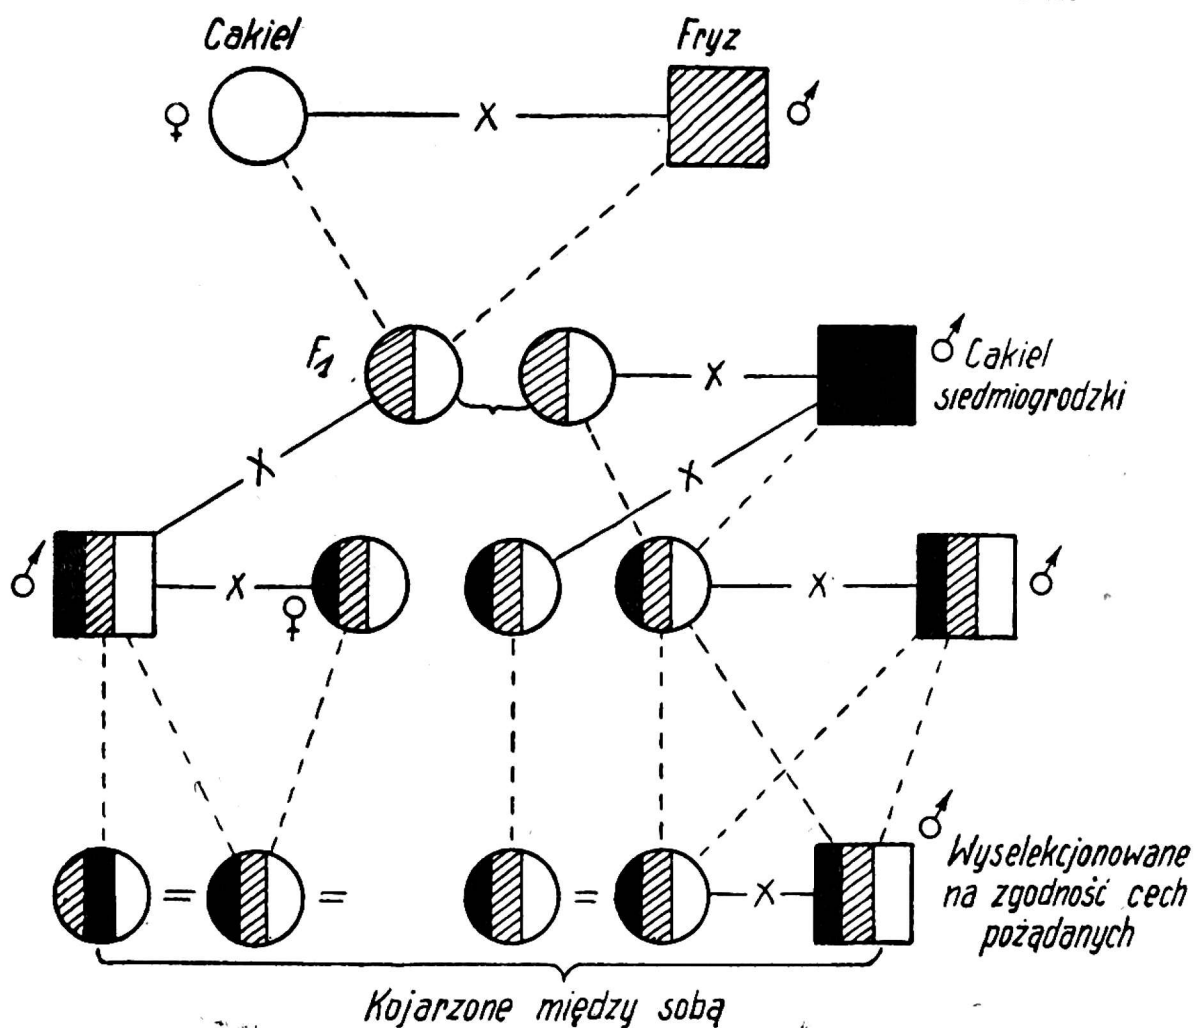 Cakiel
Fryz
♀
X
♂
F1
X
♂ Cakiel
siedmiogrodzki
X
X
♂
X
♀
X
♂
♂
=
=
=
X
Wyselekcjonowane
na zgodność cech
pożądanych
Kojarzone między sobą